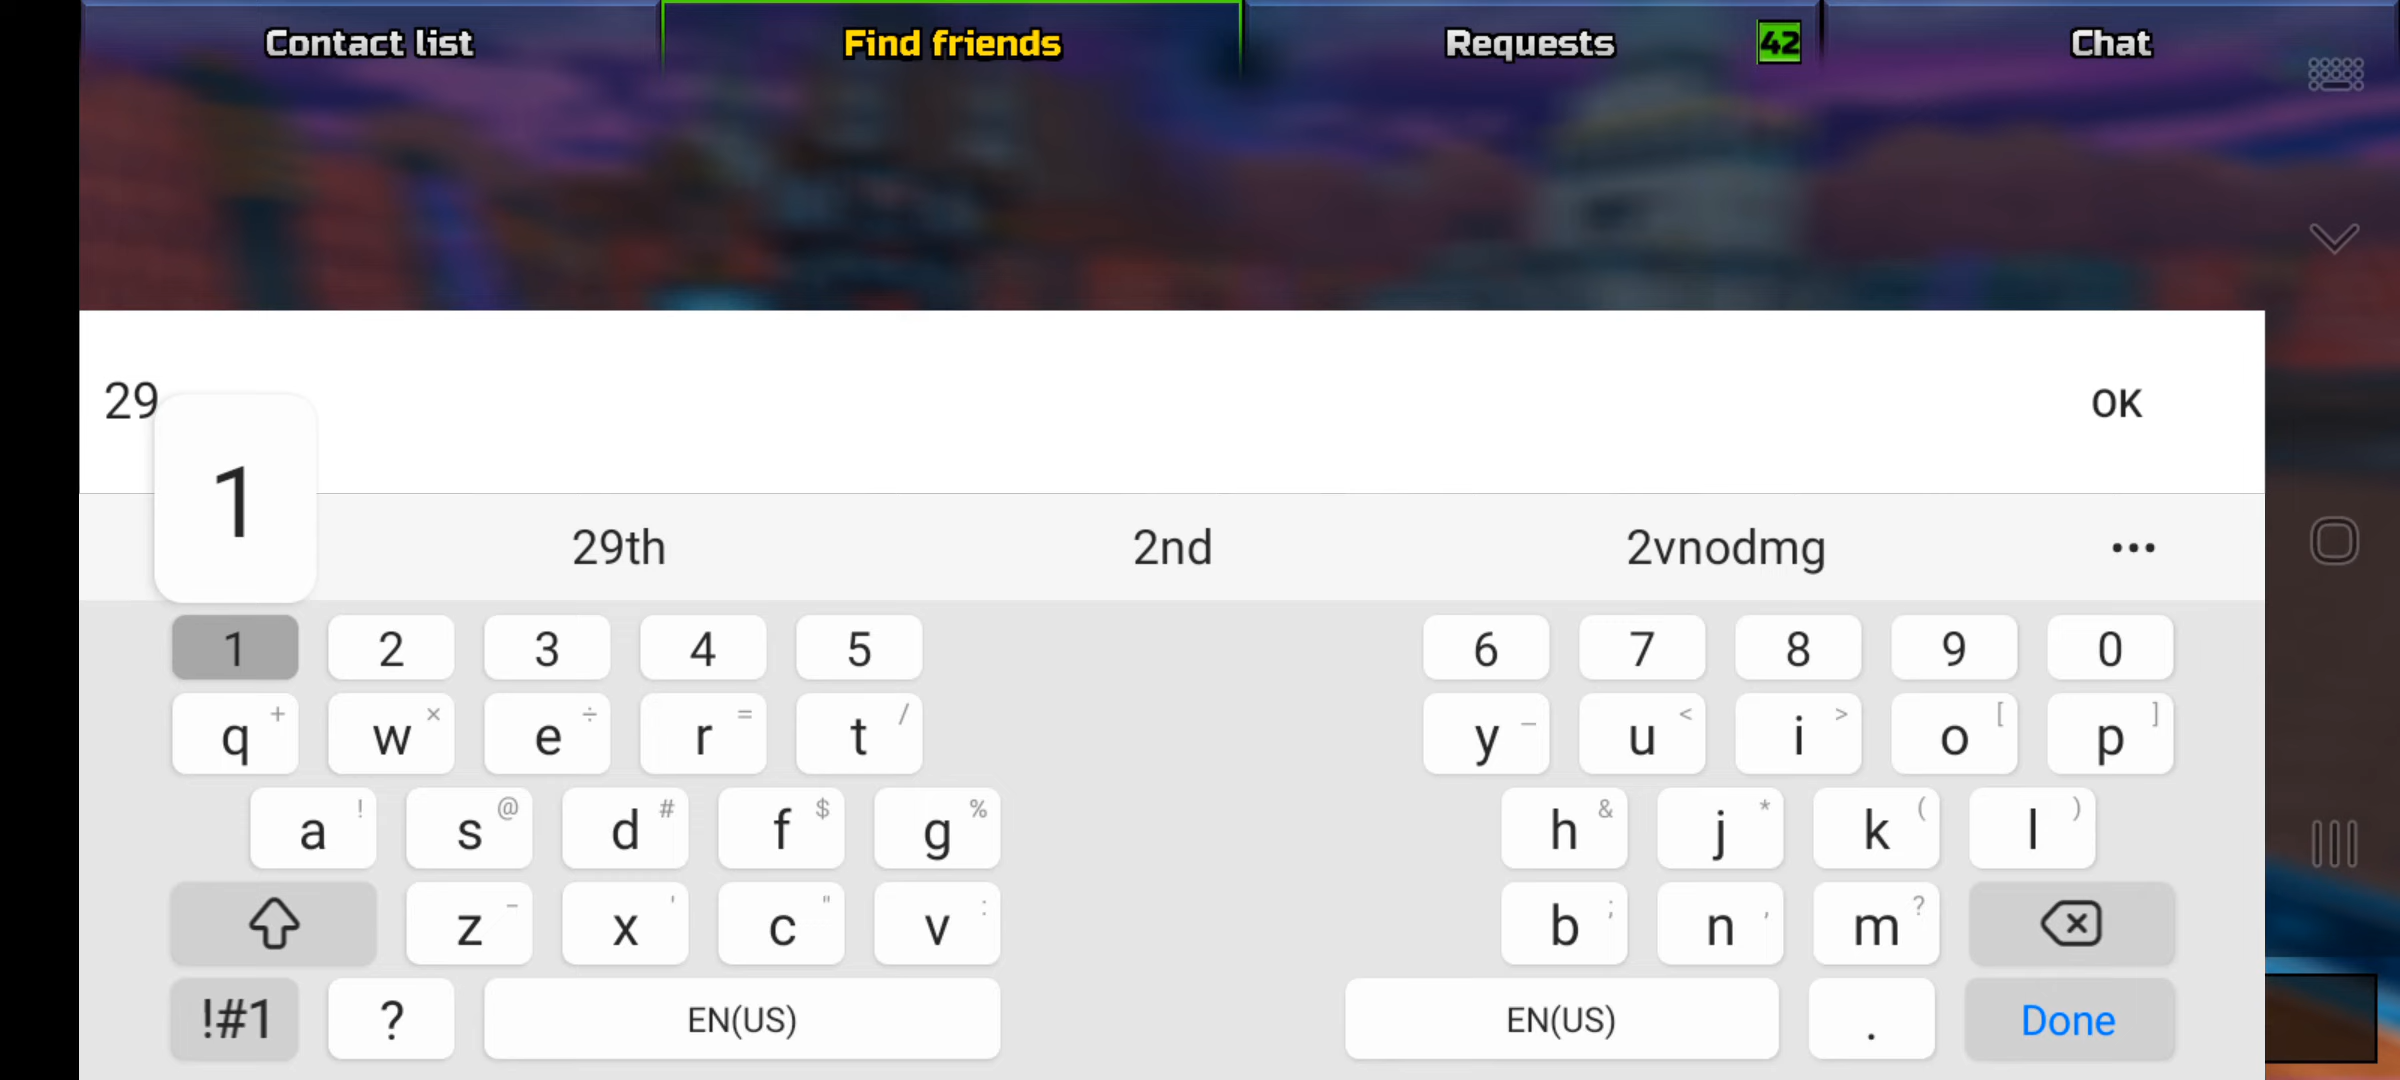 Contact list Find friends Requests 42 Chat
29 OK
1
29th 2nd 2vnodmg •••
1 2 3 4 5 6 7 8 9 0
q + w × e ÷ r = t / y _ u < i > o [ p ]
a ! s @ d # f $ g % h & j * k ( l )
z - x ' c " v : b ; n , m ?
!#1 ? EN(US) EN(US) . Done